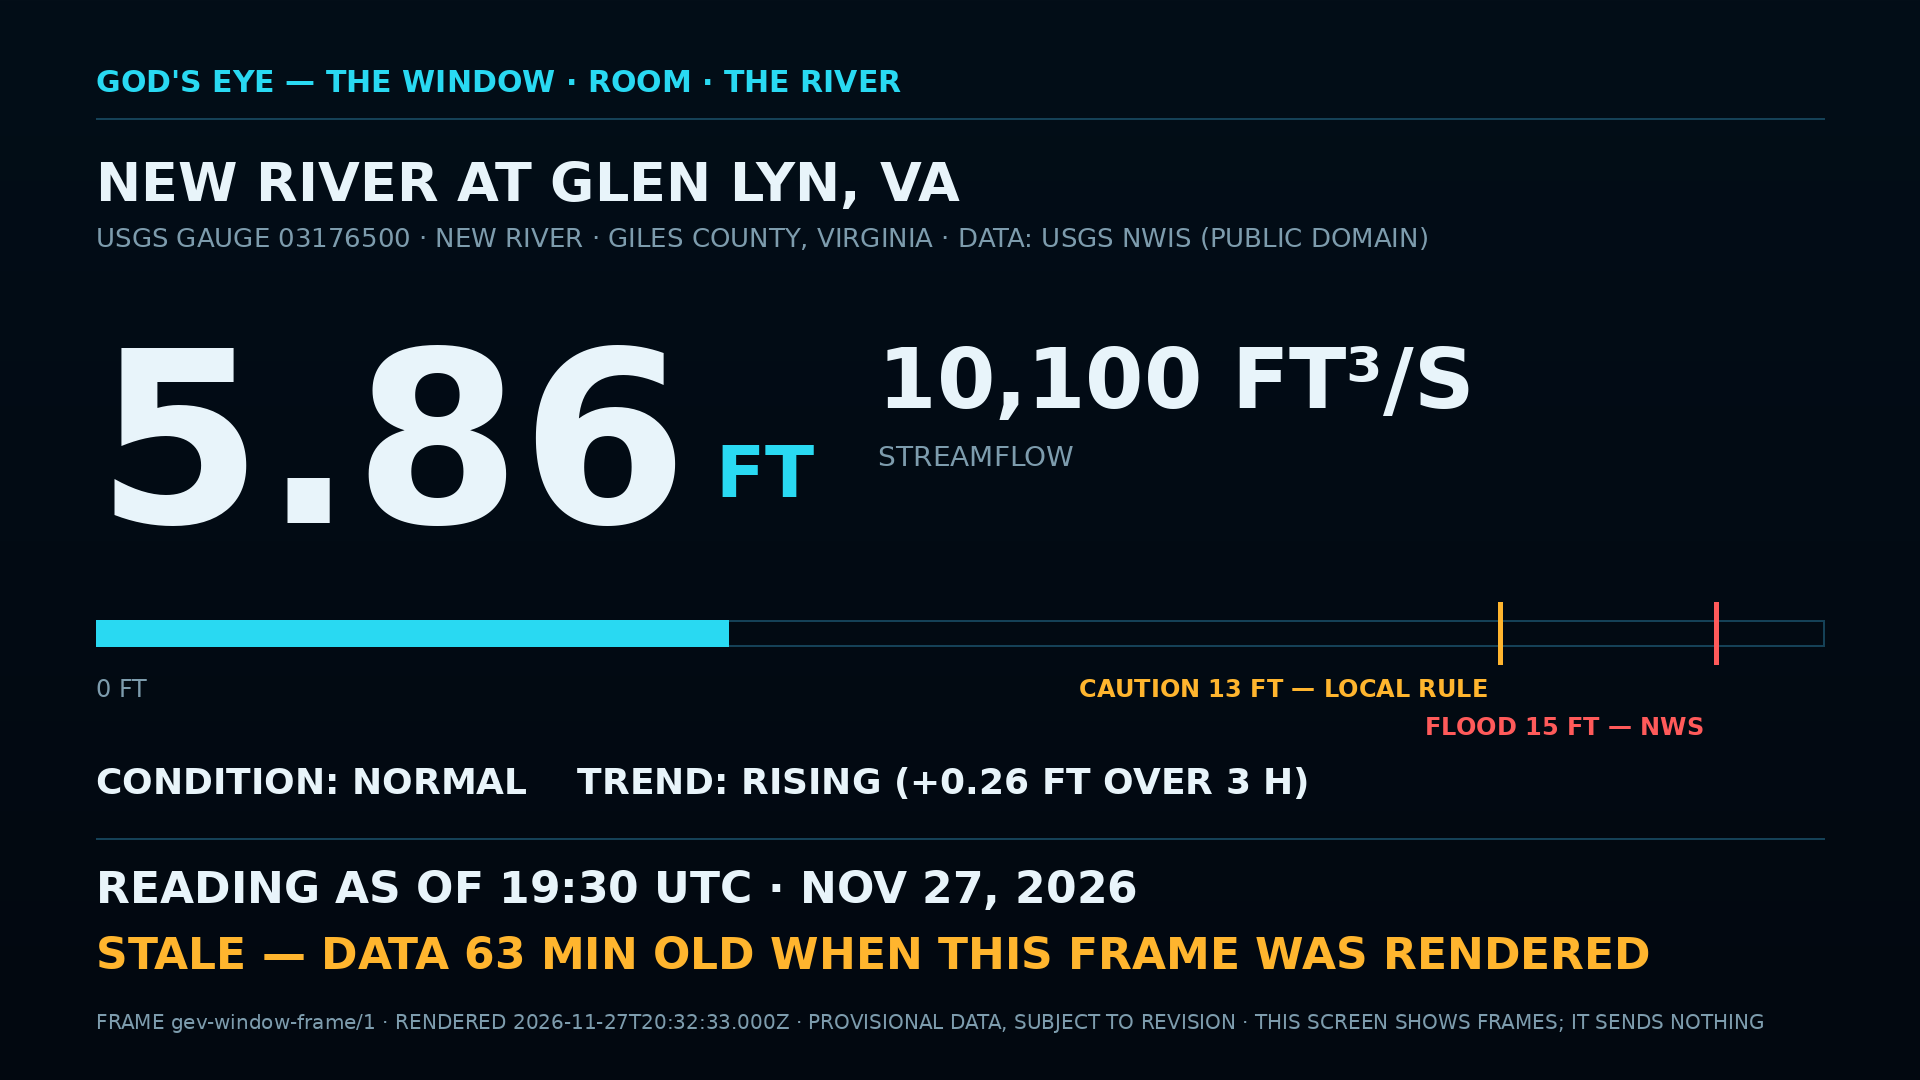 GOD'S EYE — THE WINDOW · ROOM · THE RIVER
NEW RIVER AT GLEN LYN, VA
USGS GAUGE 03176500 · NEW RIVER · GILES COUNTY, VIRGINIA · DATA: USGS NWIS (PUBLIC DOMAIN)
5.86 FT
10,100 FT³/S
STREAMFLOW
0 FT
CAUTION 13 FT — LOCAL RULE
FLOOD 15 FT — NWS
CONDITION: NORMAL TREND: RISING (+0.26 FT OVER 3 H)
READING AS OF 19:30 UTC · NOV 27, 2026
STALE — DATA 63 MIN OLD WHEN THIS FRAME WAS RENDERED
FRAME gev-window-frame/1 · RENDERED 2026-11-27T20:32:33.000Z · PROVISIONAL DATA, SUBJECT TO REVISION · THIS SCREEN SHOWS FRAMES; IT SENDS NOTHING